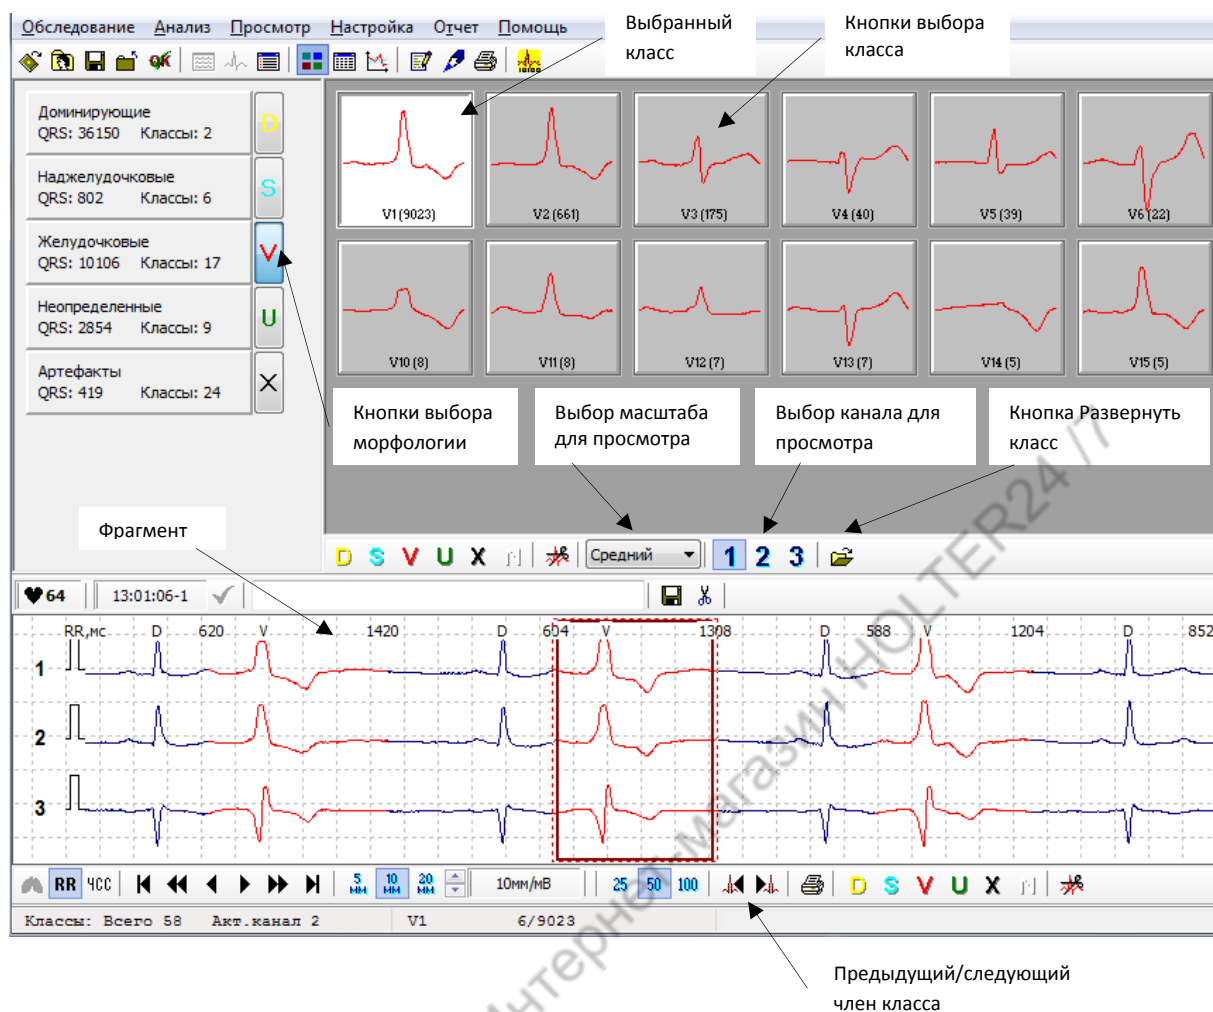 Обследование Анализ Просмотр Настройка Отчет Помощь
Выбранный
класс
Кнопки выбора
класса
Доминирующие
QRS: 36150 Классы: 2
D
Наджелудочковые
QRS: 802 Классы: 6
S
Желудочковые
QRS: 10106 Классы: 17
V
Неопределенные
QRS: 2854 Классы: 9
U
Артефакты
QRS: 419 Классы: 24
X
V1 (9023) V2 (661) V3 (175) V4 (40) V5 (39) V6 (22)
V10 (8) V11 (8) V12 (7) V13 (7) V14 (5) V15 (5)
Кнопки выбора
морфологии
Выбор масштаба
для просмотра
Выбор канала для
просмотра
Кнопка Развернуть
класс
Фрагмент
D S V U X Средний 1 2 3
64 13:01:06-1
RR,мс D 620 V 1420 D 604 V 1308 D 588 V 1204 D 852
1
2
3
RR ЧСС 5 мм 10 мм 20 мм 10мм/мВ 25 50 100 D S V U X
Классы: Всего 58 Акт.канал 2 V1 6/9023
Предыдущий/следующий
член класса
Интернет-магазин HOLTER24 /7